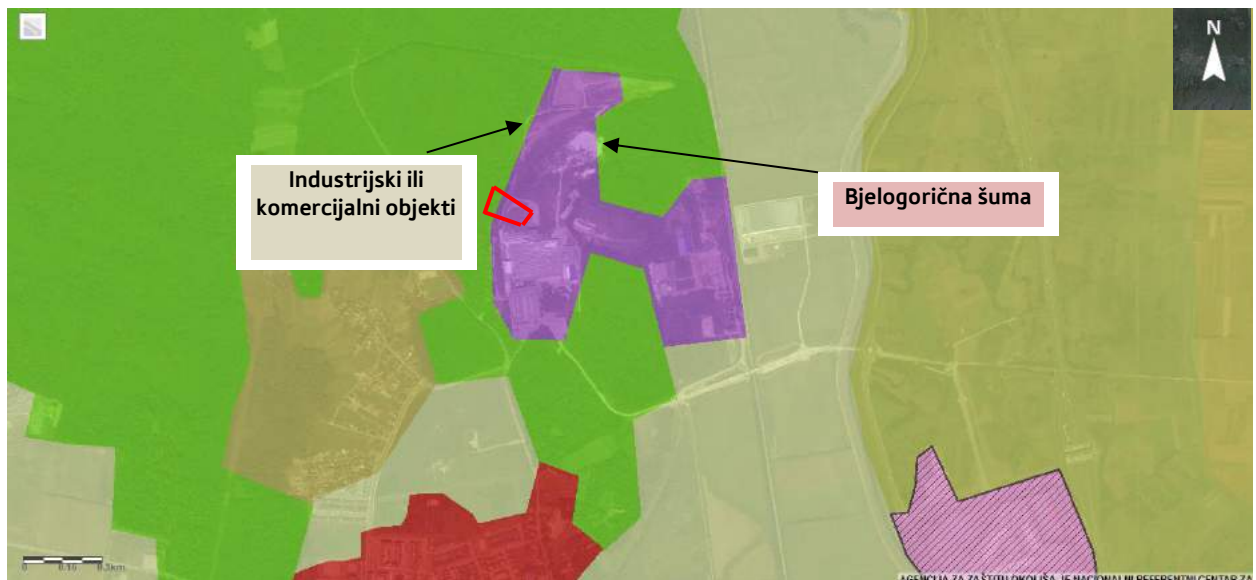 N
Industrijski ili
komercijalni objekti
Bjelogorična šuma
AGENCIJA ZA ZAŠTITU OKOLIŠA JE NACIONALNI REFERENTNI CENTAR ZA